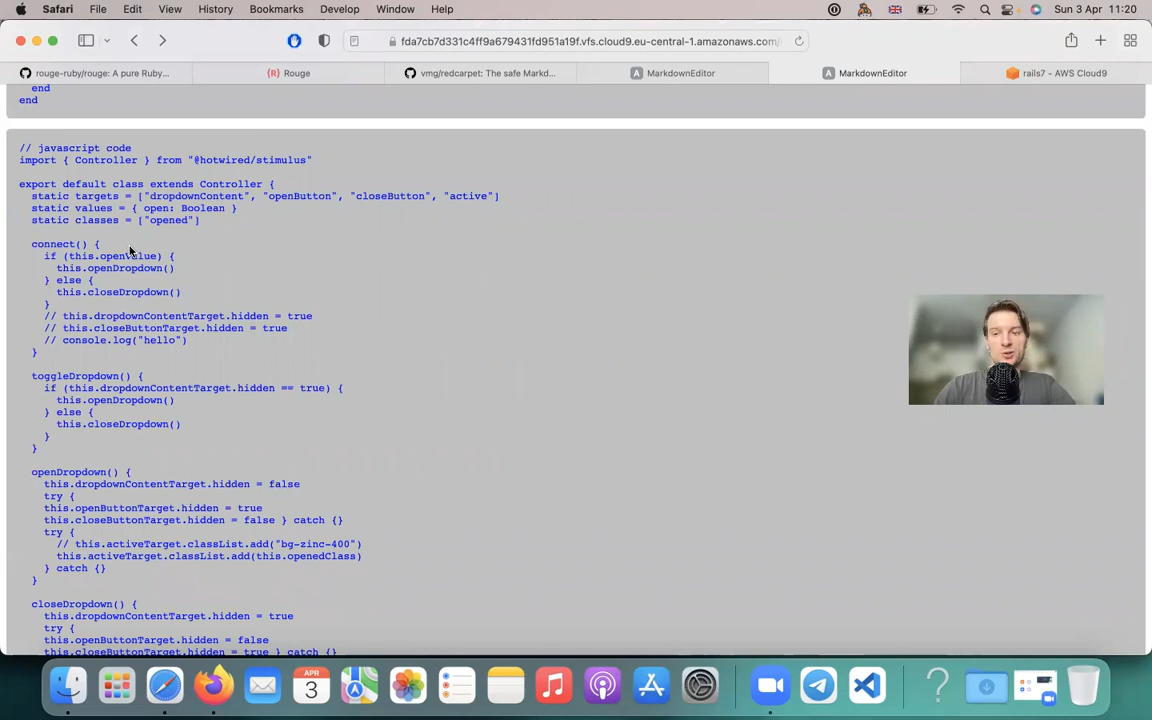 Safari File Edit View History Bookmarks Develop Window Help Sun 3 Apr 11:20
fda7cb7d331c4ff9a679431fd951a19f.vfs.cloud9.eu-central-1.amazonaws.com/
rouge-ruby/rouge: A pure Ruby... (R) Rouge vmg/redcarpet: The safe Markd... MarkdownEditor MarkdownEditor rails7 - AWS Cloud9
end
end
// javascript code
import { Controller } from "@hotwired/stimulus"
export default class extends Controller {
static targets = ["dropdownContent", "openButton", "closeButton", "active"]
static values = { open: Boolean }
static classes = ["opened"]
connect() {
if (this.openValue) {
this.openDropdown()
} else {
this.closeDropdown()
}
// this.dropdownContentTarget.hidden = true
// this.closeButtonTarget.hidden = true
// console.log("hello")
}
toggleDropdown() {
if (this.dropdownContentTarget.hidden == true) {
this.openDropdown()
} else {
this.closeDropdown()
}
}
openDropdown() {
this.dropdownContentTarget.hidden = false
try {
this.openButtonTarget.hidden = true
this.closeButtonTarget.hidden = false } catch {}
try {
// this.activeTarget.classList.add("bg-zinc-400")
this.activeTarget.classList.add(this.openedClass)
} catch {}
}
closeDropdown() {
this.dropdownContentTarget.hidden = true
try {
this.openButtonTarget.hidden = false
this.closeButtonTarget.hidden = true } catch {}
APR
3